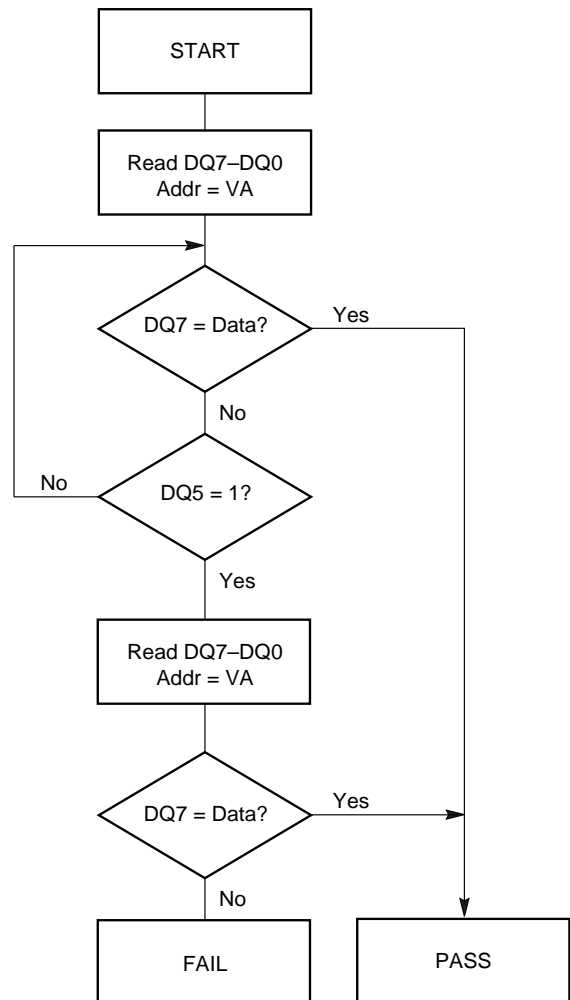 START
Read DQ7–DQ0
Addr = VA
DQ7 = Data?
Yes
No
DQ5 = 1?
No
Yes
Read DQ7–DQ0
Addr = VA
DQ7 = Data?
Yes
No
FAIL
PASS